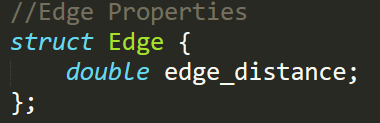 //Edge Properties
struct Edge {
    double edge_distance;
};